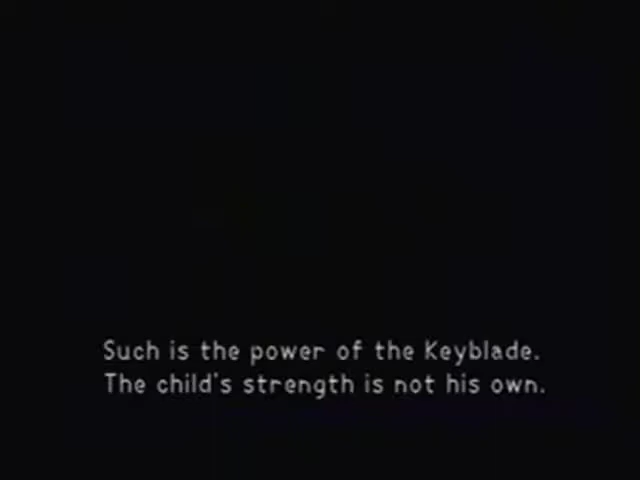 Such is the power of the Keyblade.
The child's strength is not his own.